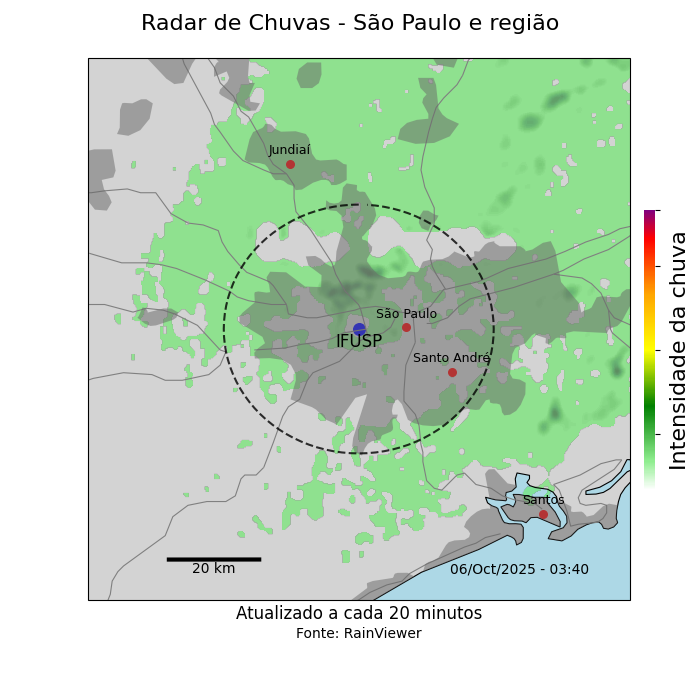 Radar de Chuvas - São Paulo e região
Jundiaí
São Paulo
IFUSP
Santo André
Santos
20 km
06/Oct/2025 - 03:40
Intensidade da chuva
Atualizado a cada 20 minutos
Fonte: RainViewer